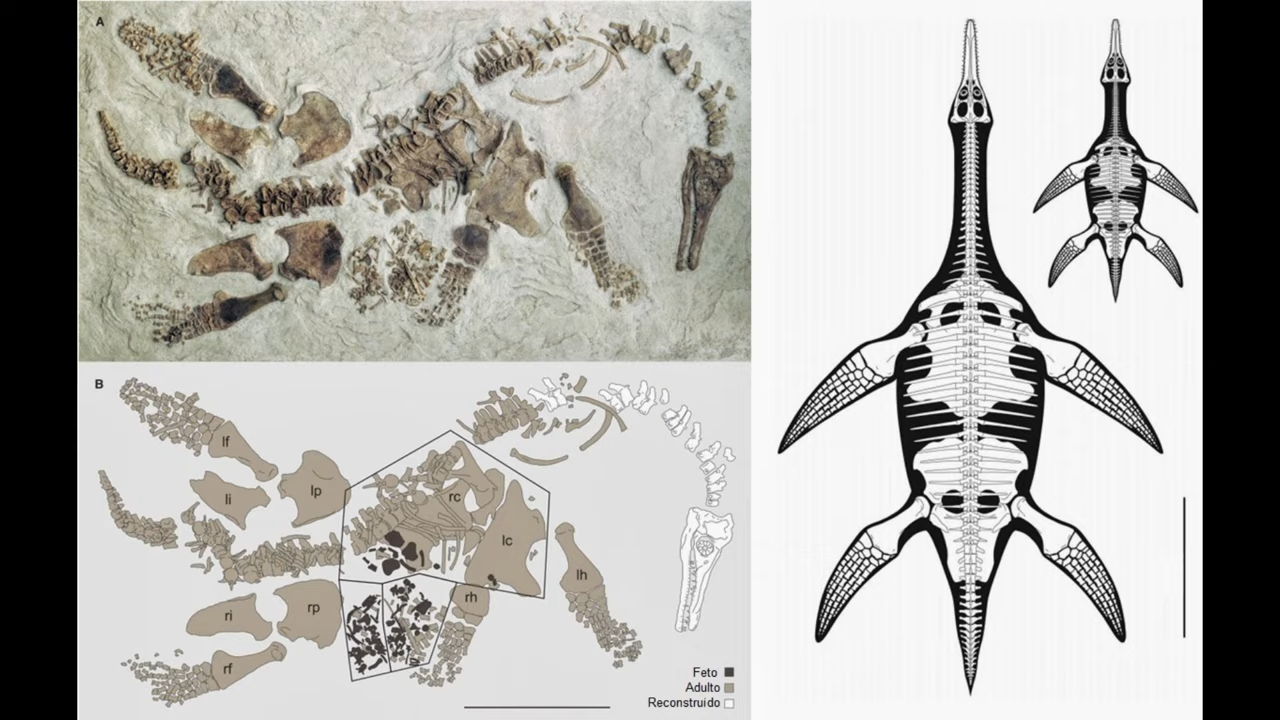 A
B
lf
li
lp
rc
lc
lh
rh
ri
rp
rf
Feto
Adulto
Reconstruído